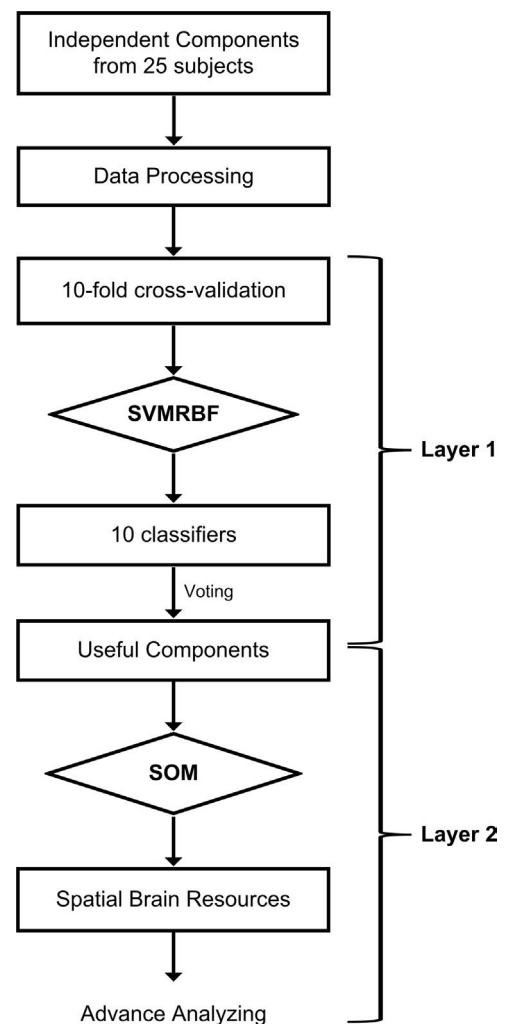 Independent Components
from 25 subjects
Data Processing
10-fold cross-validation
SVMRBF
Layer 1
10 classifiers
Voting
Useful Components
SOM
Layer 2
Spatial Brain Resources
Advance Analyzing